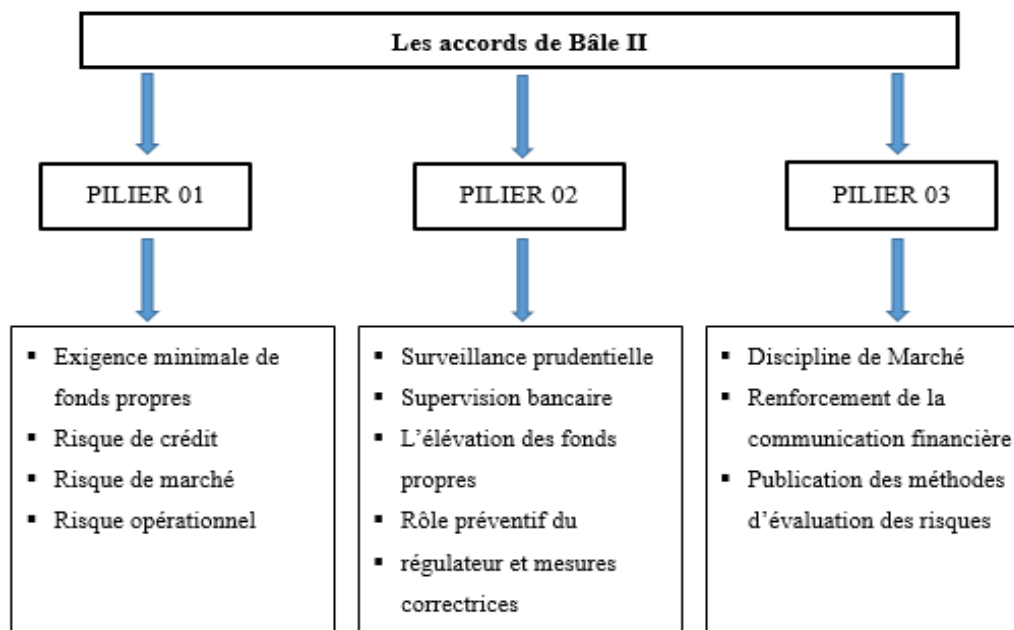 Les accords de Bâle II
PILIER 01
PILIER 02
PILIER 03
▪ Exigence minimale de
fonds propres
▪ Risque de crédit
▪ Risque de marché
▪ Risque opérationnel
▪ Surveillance prudentielle
▪ Supervision bancaire
▪ L’élévation des fonds
propres
▪ Rôle préventif du
▪ régulateur et mesures
correctrices
▪ Discipline de Marché
▪ Renforcement de la
communication financière
▪ Publication des méthodes
d’évaluation des risques